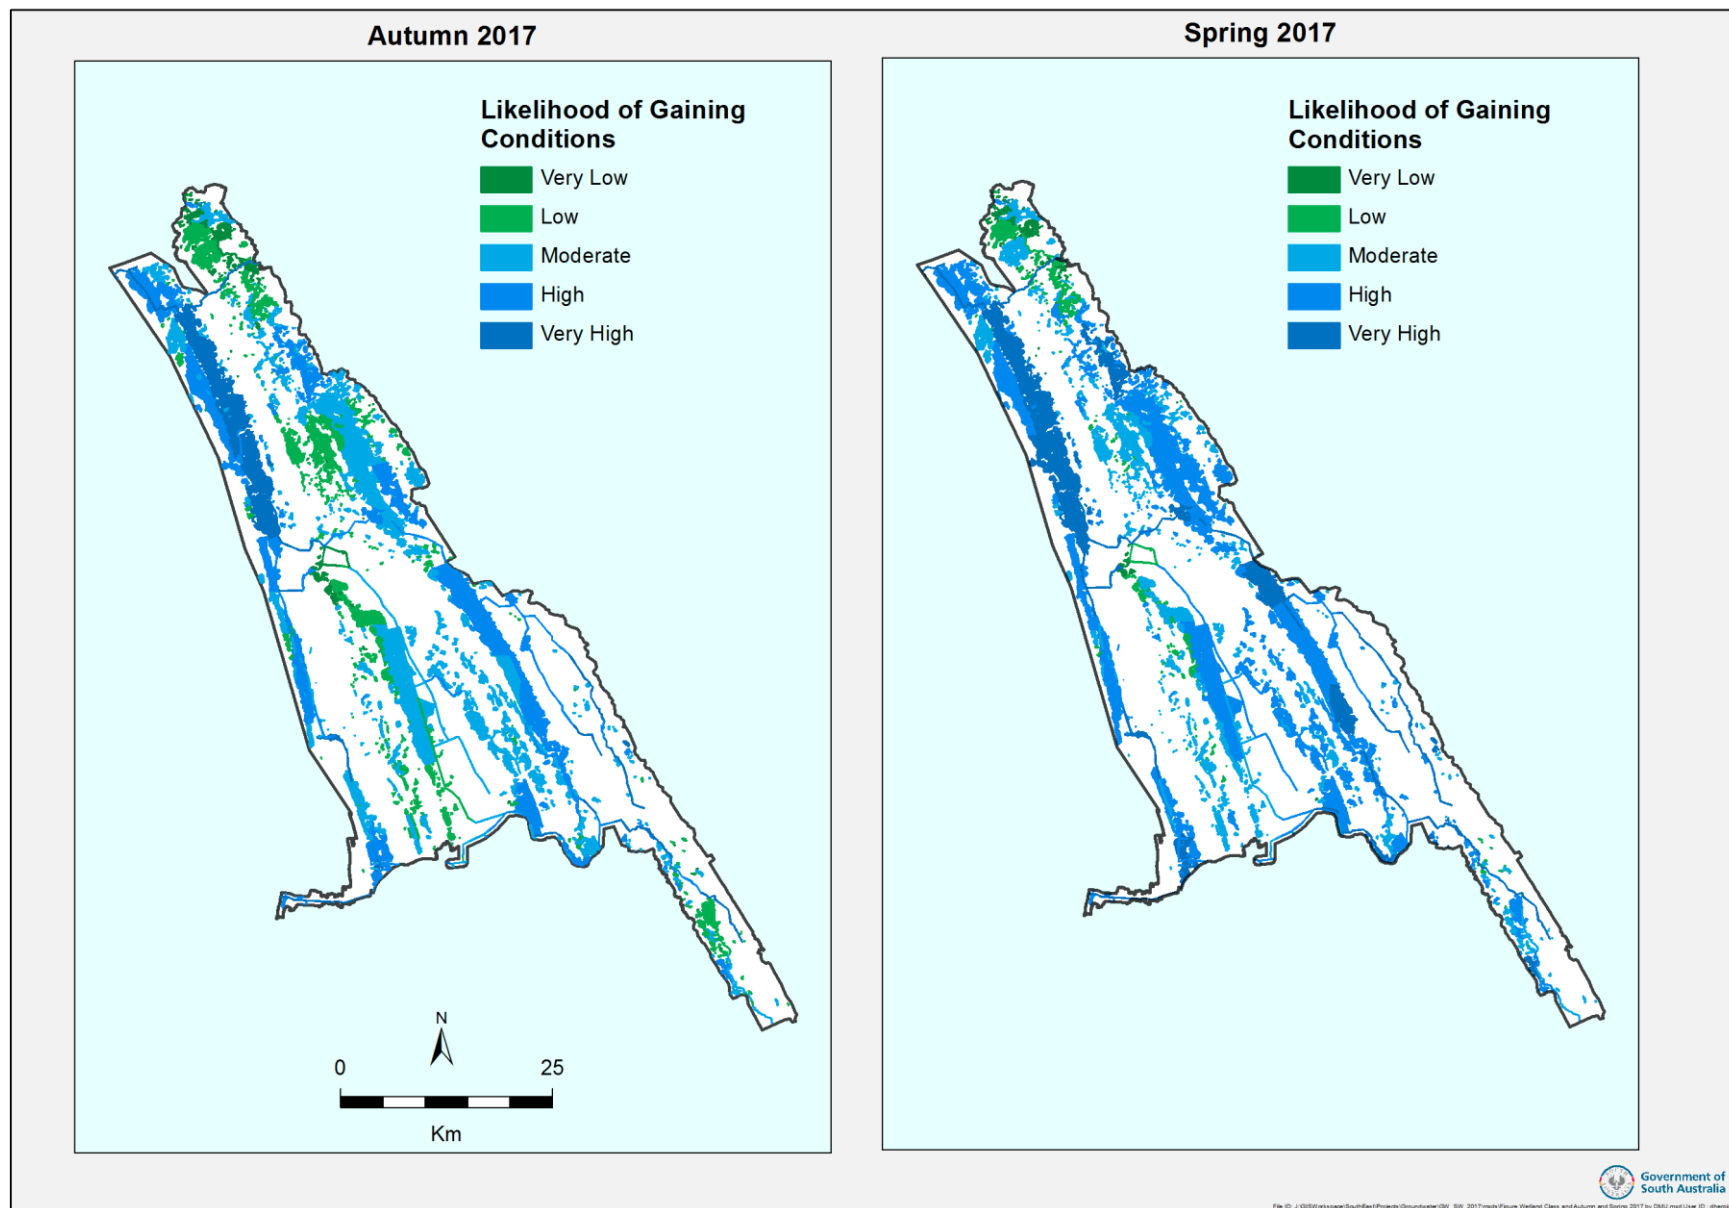 Autumn 2017
Likelihood of Gaining
Conditions
Very Low
Low
Moderate
High
Very High
N
0 25
Km
Spring 2017
Likelihood of Gaining
Conditions
Very Low
Low
Moderate
High
Very High
Government of
South Australia